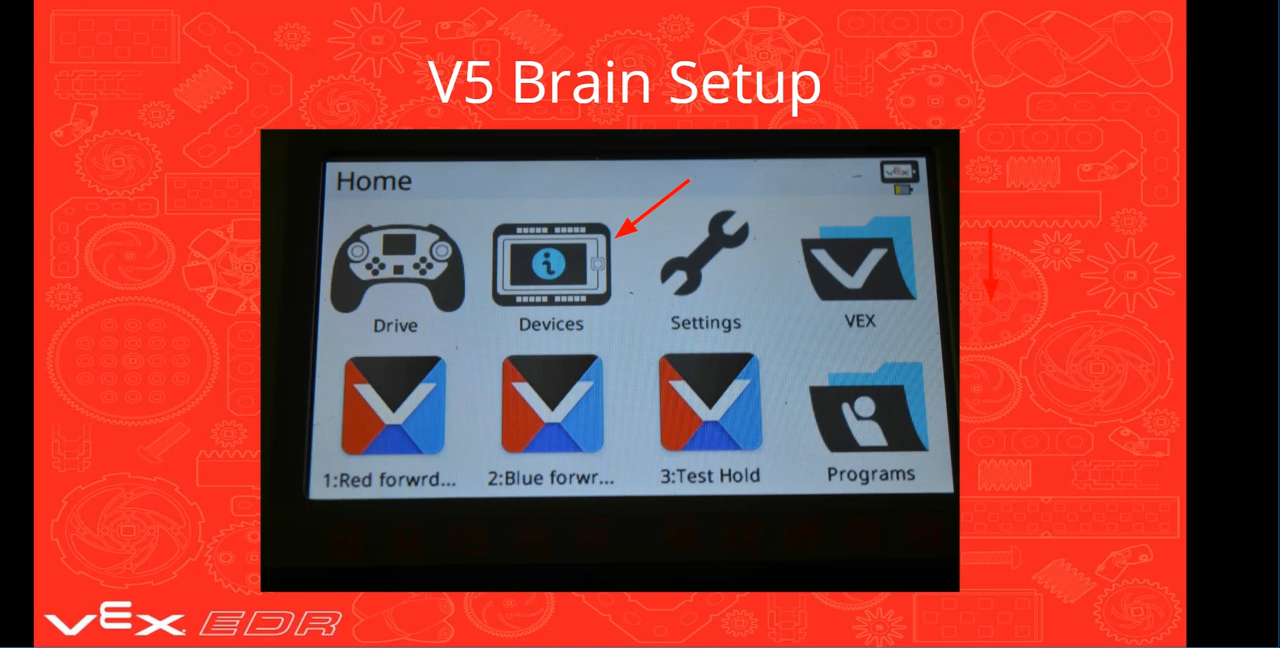 V5 Brain Setup
Home
Drive
Devices
Settings
VEX
1:Red forwrd...
2:Blue forwr...
3:Test Hold
Programs
VEX EDR